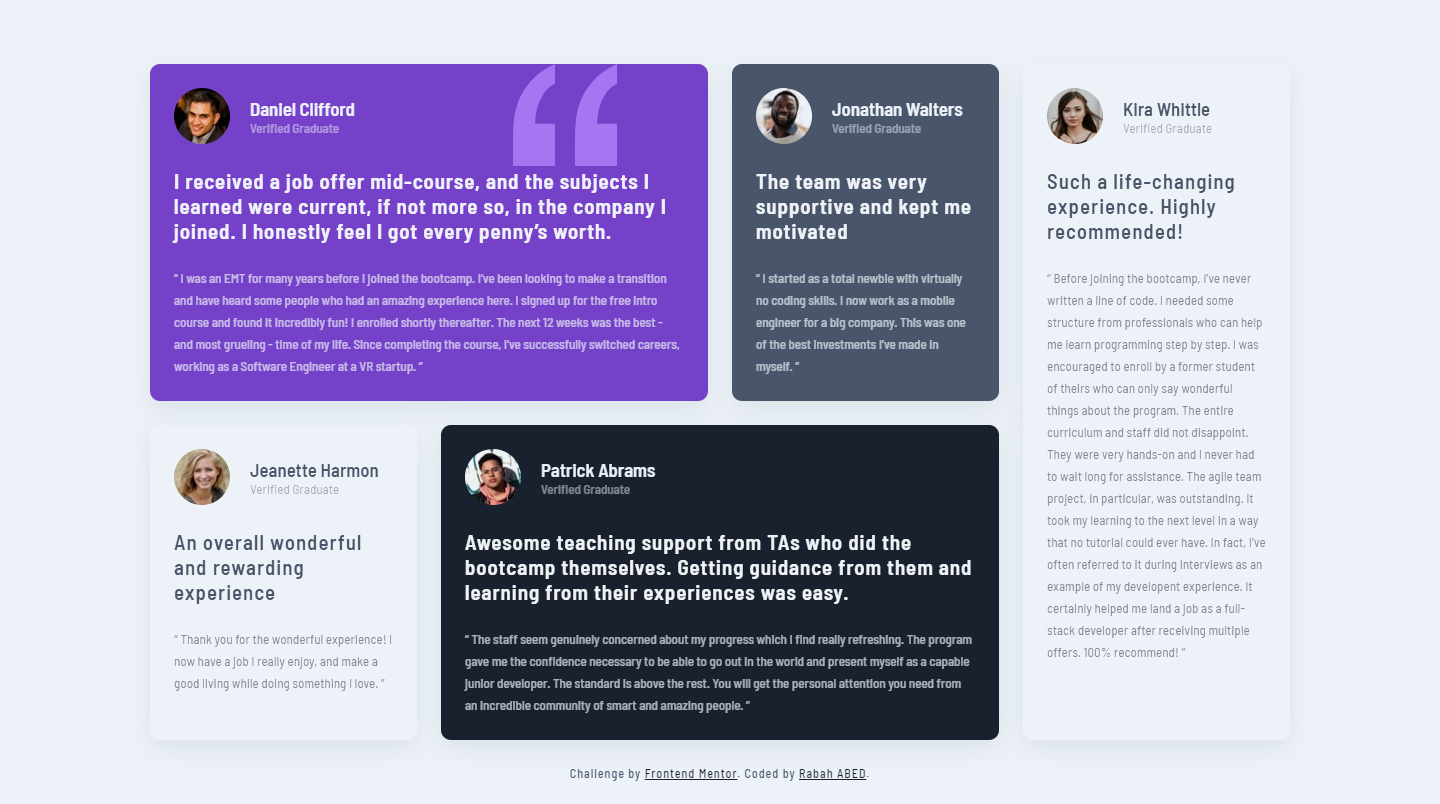 Daniel Clifford
Verified Graduate
I received a job offer mid-course, and the subjects I
learned were current, if not more so, in the company I
joined. I honestly feel I got every penny’s worth.
“ I was an EMT for many years before I joined the bootcamp. I’ve been looking to make a transition
and have heard some people who had an amazing experience here. I signed up for the free intro
course and found it incredibly fun! I enrolled shortly thereafter. The next 12 weeks was the best -
and most grueling - time of my life. Since completing the course, I’ve successfully switched careers,
working as a Software Engineer at a VR startup. ”
Jonathan Walters
Verified Graduate
The team was very
supportive and kept me
motivated
“ I started as a total newbie with virtually
no coding skills. I now work as a mobile
engineer for a big company. This was one
of the best investments I’ve made in
myself. ”
Kira Whittle
Verified Graduate
Such a life-changing
experience. Highly
recommended!
“ Before joining the bootcamp, I’ve never
written a line of code. I needed some
structure from professionals who can help
me learn programming step by step. I was
encouraged to enroll by a former student
of theirs who can only say wonderful
things about the program. The entire
curriculum and staff did not disappoint.
They were very hands-on and I never had
to wait long for assistance. The agile team
project, in particular, was outstanding. It
took my learning to the next level in a way
that no tutorial could ever have. In fact, I’ve
often referred to it during interviews as an
example of my developent experience. It
certainly helped me land a job as a full-
stack developer after receiving multiple
offers. 100% recommend! ”
Jeanette Harmon
Verified Graduate
An overall wonderful
and rewarding
experience
“ Thank you for the wonderful experience! I
now have a job I really enjoy, and make a
good living while doing something I love. ”
Patrick Abrams
Verified Graduate
Awesome teaching support from TAs who did the
bootcamp themselves. Getting guidance from them and
learning from their experiences was easy.
“ The staff seem genuinely concerned about my progress which I find really refreshing. The program
gave me the confidence necessary to be able to go out in the world and present myself as a capable
junior developer. The standard is above the rest. You will get the personal attention you need from
an incredible community of smart and amazing people. ”
Challenge by Frontend Mentor. Coded by Rabah ABED.